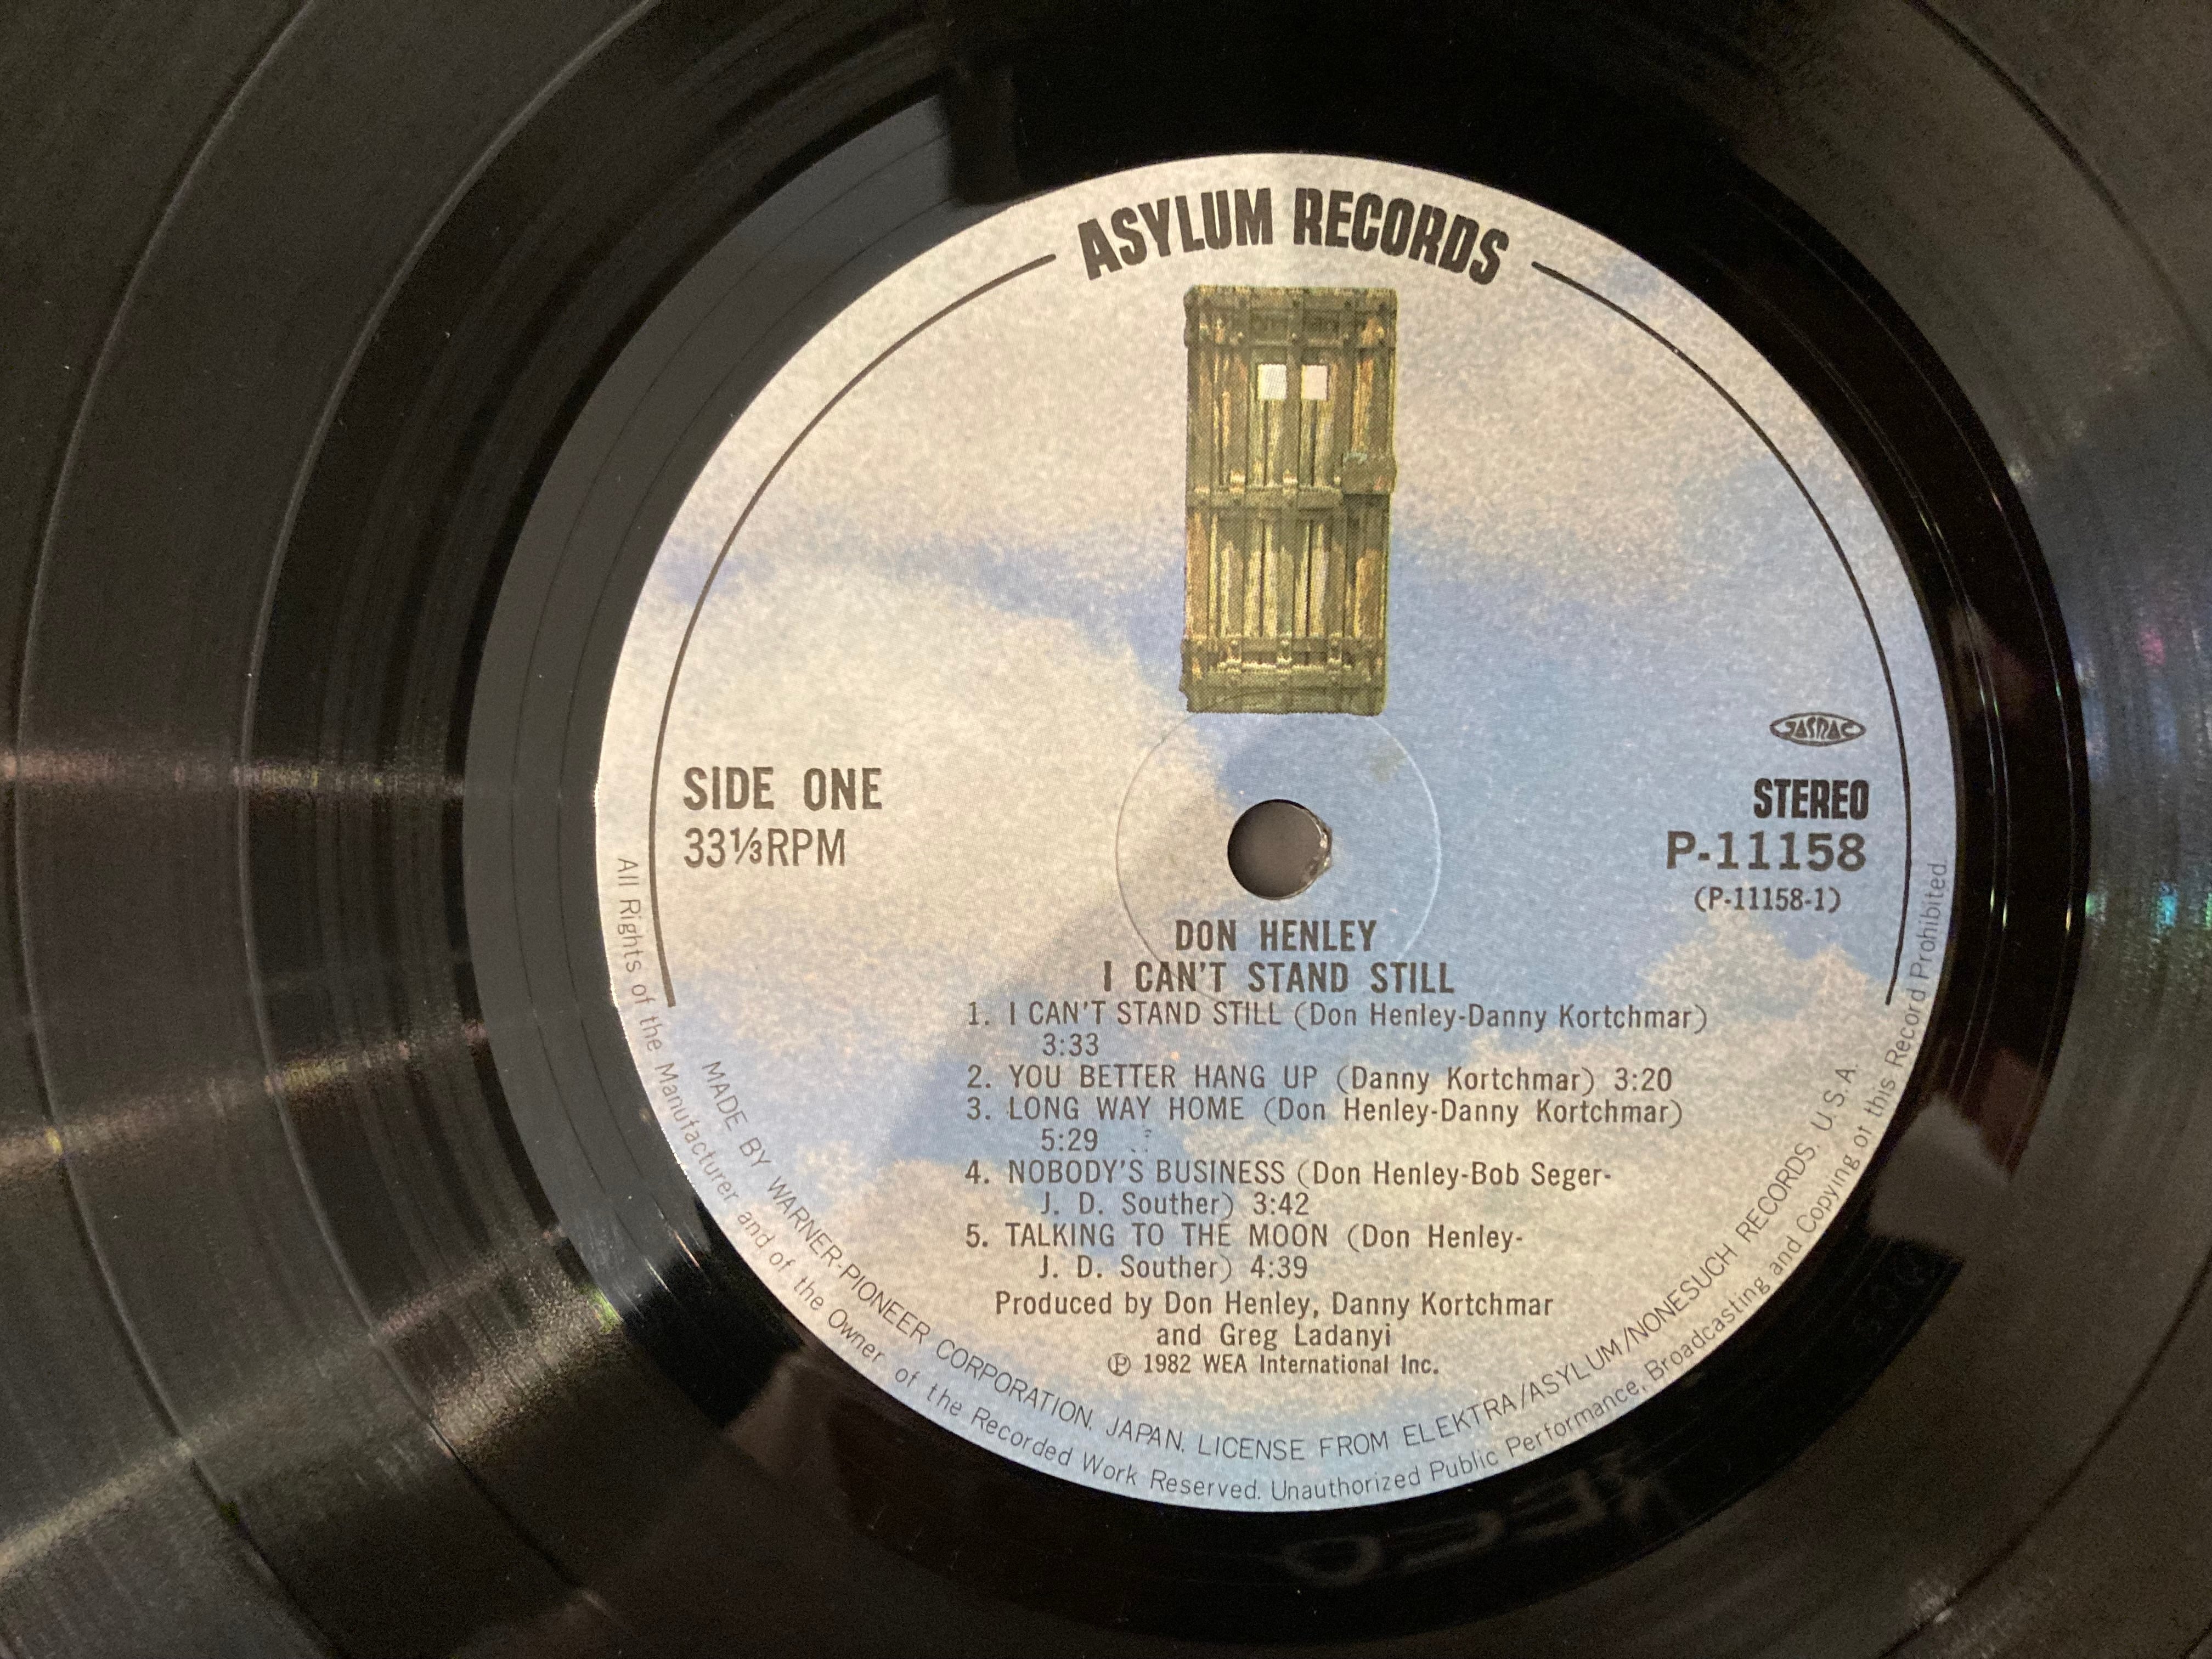 ASYLUM RECORDS
JASRAC
SIDE ONE
33⅓RPM
STEREO
P-11158
(P-11158-1)
DON HENLEY
I CAN'T STAND STILL
1. I CAN'T STAND STILL (Don Henley-Danny Kortchmar)
3:33
2. YOU BETTER HANG UP (Danny Kortchmar) 3:20
3. LONG WAY HOME (Don Henley-Danny Kortchmar)
5:29
4. NOBODY'S BUSINESS (Don Henley-Bob Seger-
J. D. Souther) 3:42
5. TALKING TO THE MOON (Don Henley-
J. D. Souther) 4:39
Produced by Don Henley, Danny Kortchmar
and Greg Ladanyi
℗ 1982 WEA International Inc.
MADE BY WARNER-PIONEER CORPORATION, JAPAN. LICENSE FROM ELEKTRA/ASYLUM/NONESUCH RECORDS. U.S.A.
All Rights of the Manufacturer and of the Owner of the Recorded Work Reserved. Unauthorized Public Performance, Broadcasting and Copying of this Record Prohibited